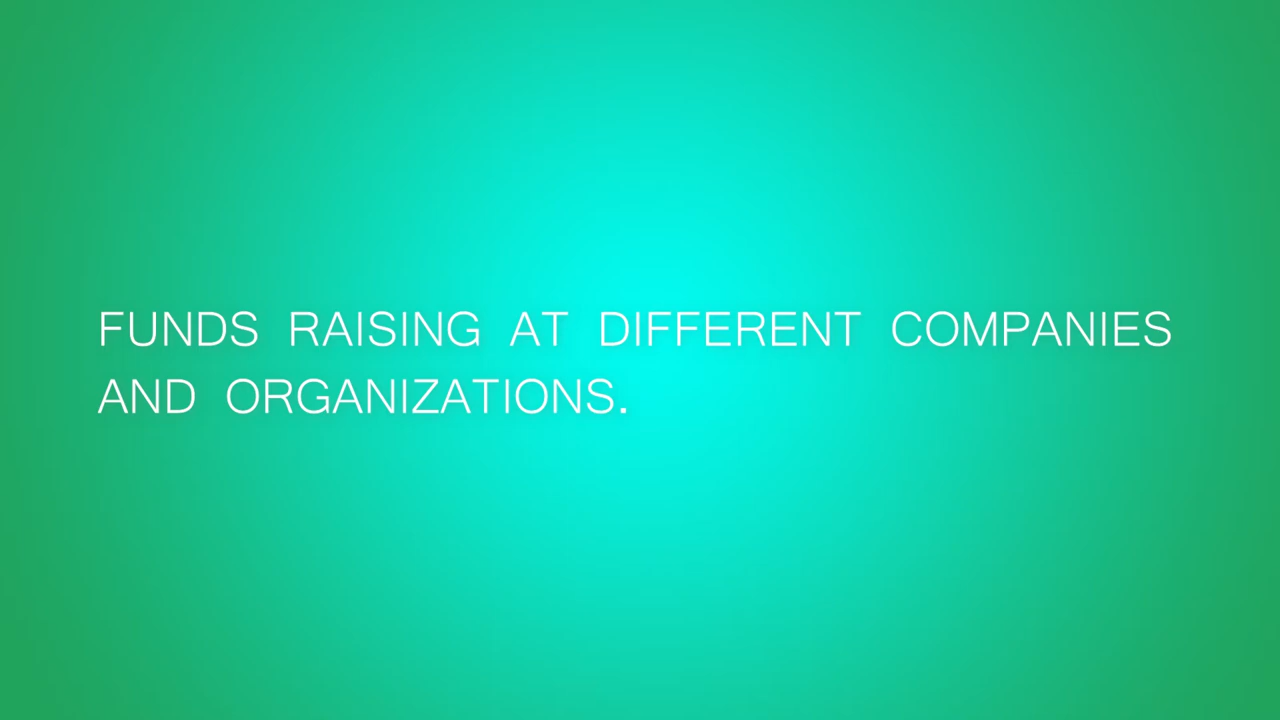 FUNDS RAISING AT DIFFERENT COMPANIES
AND ORGANIZATIONS.